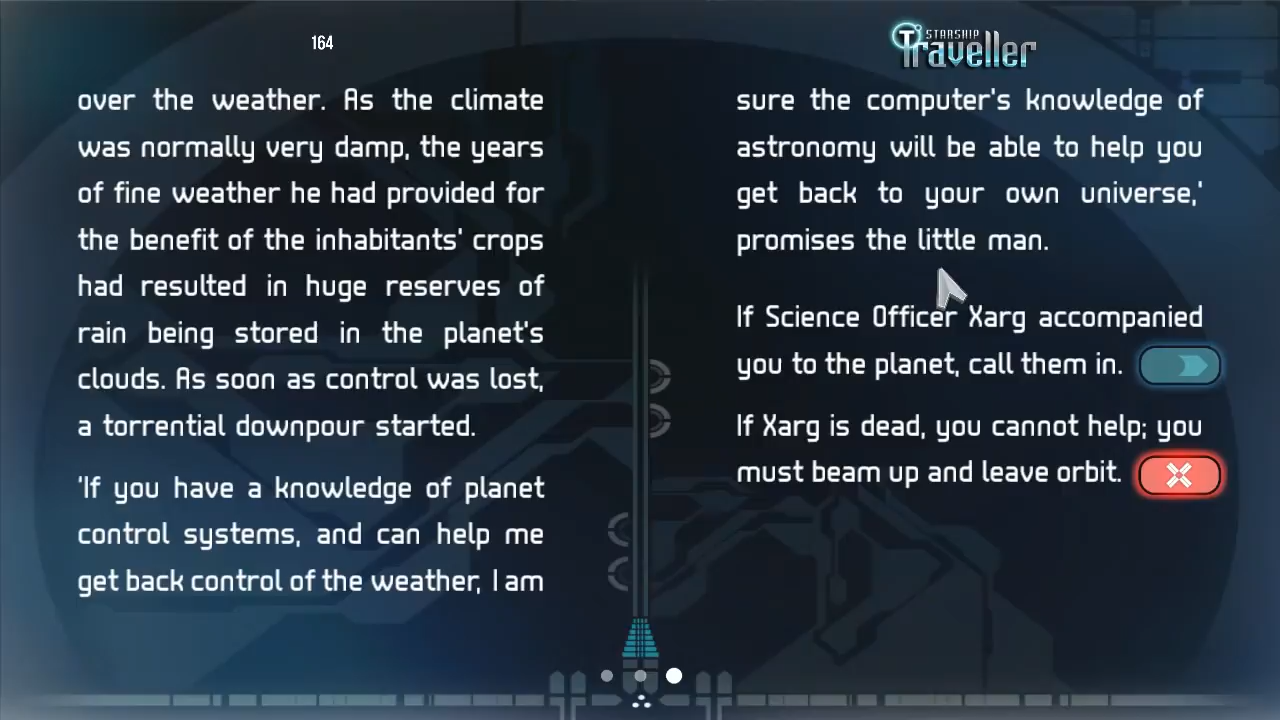 164
STARSHIP
Traveller
over the weather. As the climate
was normally very damp, the years
of fine weather he had provided for
the benefit of the inhabitants' crops
had resulted in huge reserves of
rain being stored in the planet's
clouds. As soon as control was lost,
a torrential downpour started.
'If you have a knowledge of planet
control systems, and can help me
get back control of the weather, I am
sure the computer's knowledge of
astronomy will be able to help you
get back to your own universe,'
promises the little man.
If Science Officer Xarg accompanied
you to the planet, call them in.
If Xarg is dead, you cannot help; you
must beam up and leave orbit.